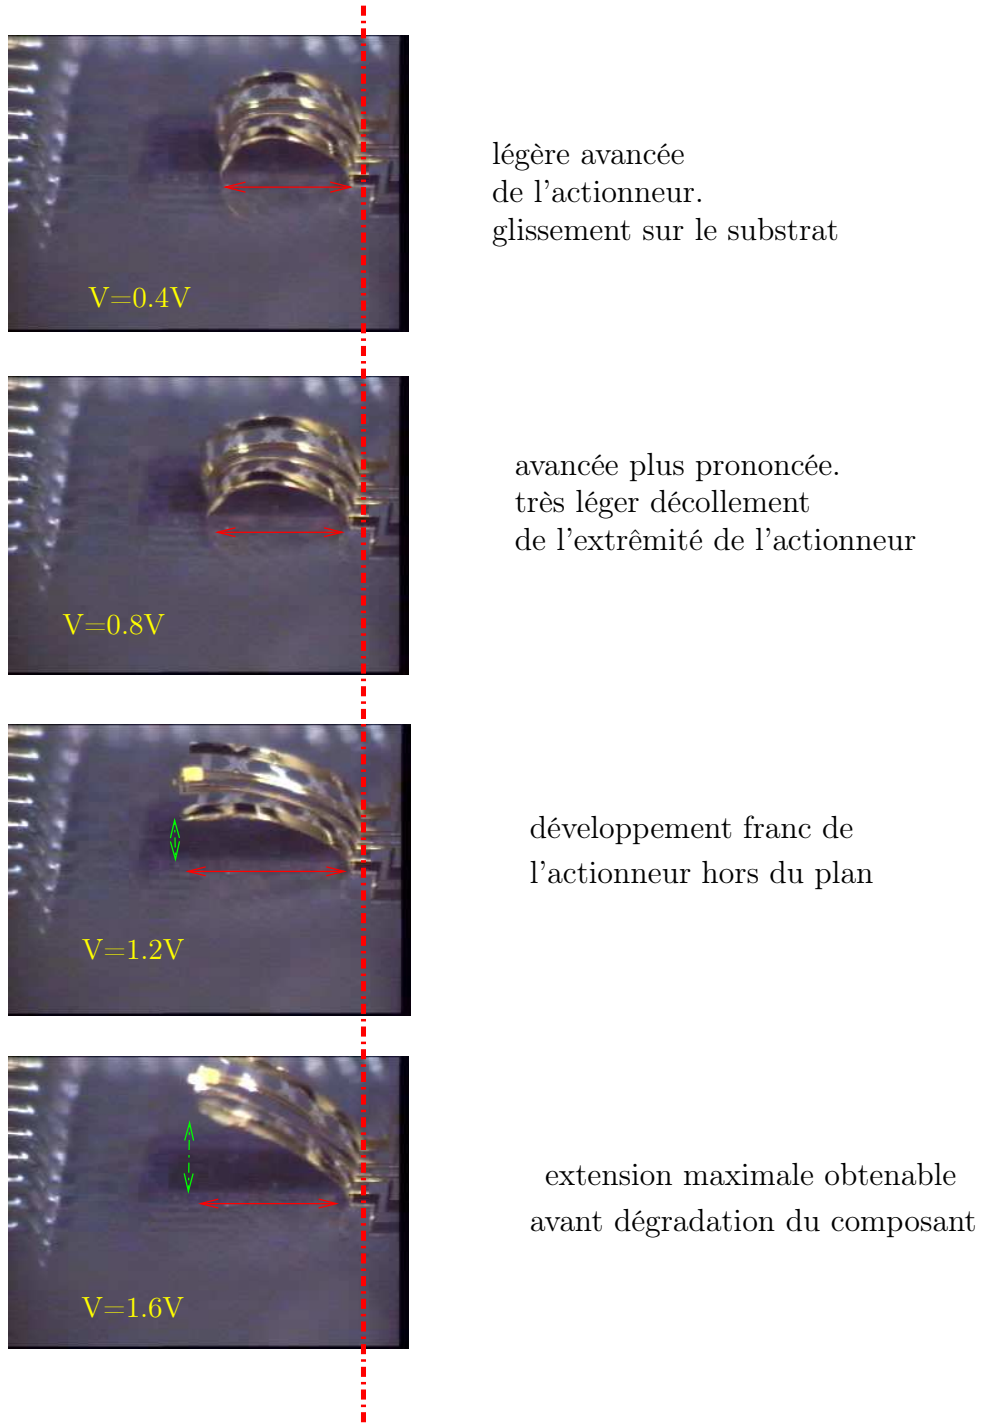 légère avancée
de l'actionneur.
glissement sur le substrat
V=0.4V
avancée plus prononcée.
très léger décollement
de l'extrêmité de l'actionneur
V=0.8V
développement franc de
l'actionneur hors du plan
V=1.2V
extension maximale obtenable
avant dégradation du composant
V=1.6V